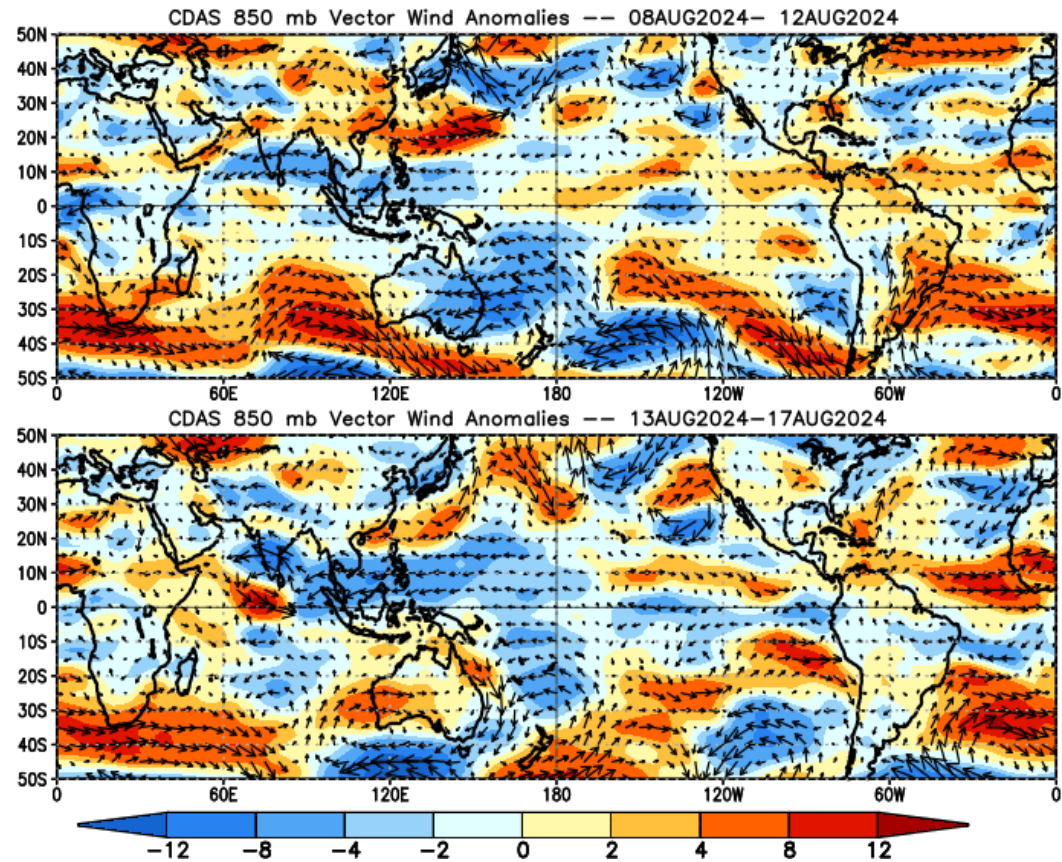 CDAS 850 mb Vector Wind Anomalies -- 08AUG2024- 12AUG2024
50N
40N
30N
20N
10N
0
10S
20S
30S
40S
50S
0 60E 120E 180 120W 60W 0
CDAS 850 mb Vector Wind Anomalies -- 13AUG2024-17AUG2024
50N
40N
30N
20N
10N
0
10S
20S
30S
40S
50S
0 60E 120E 180 120W 60W 0
-12 -8 -4 -2 0 2 4 8 12